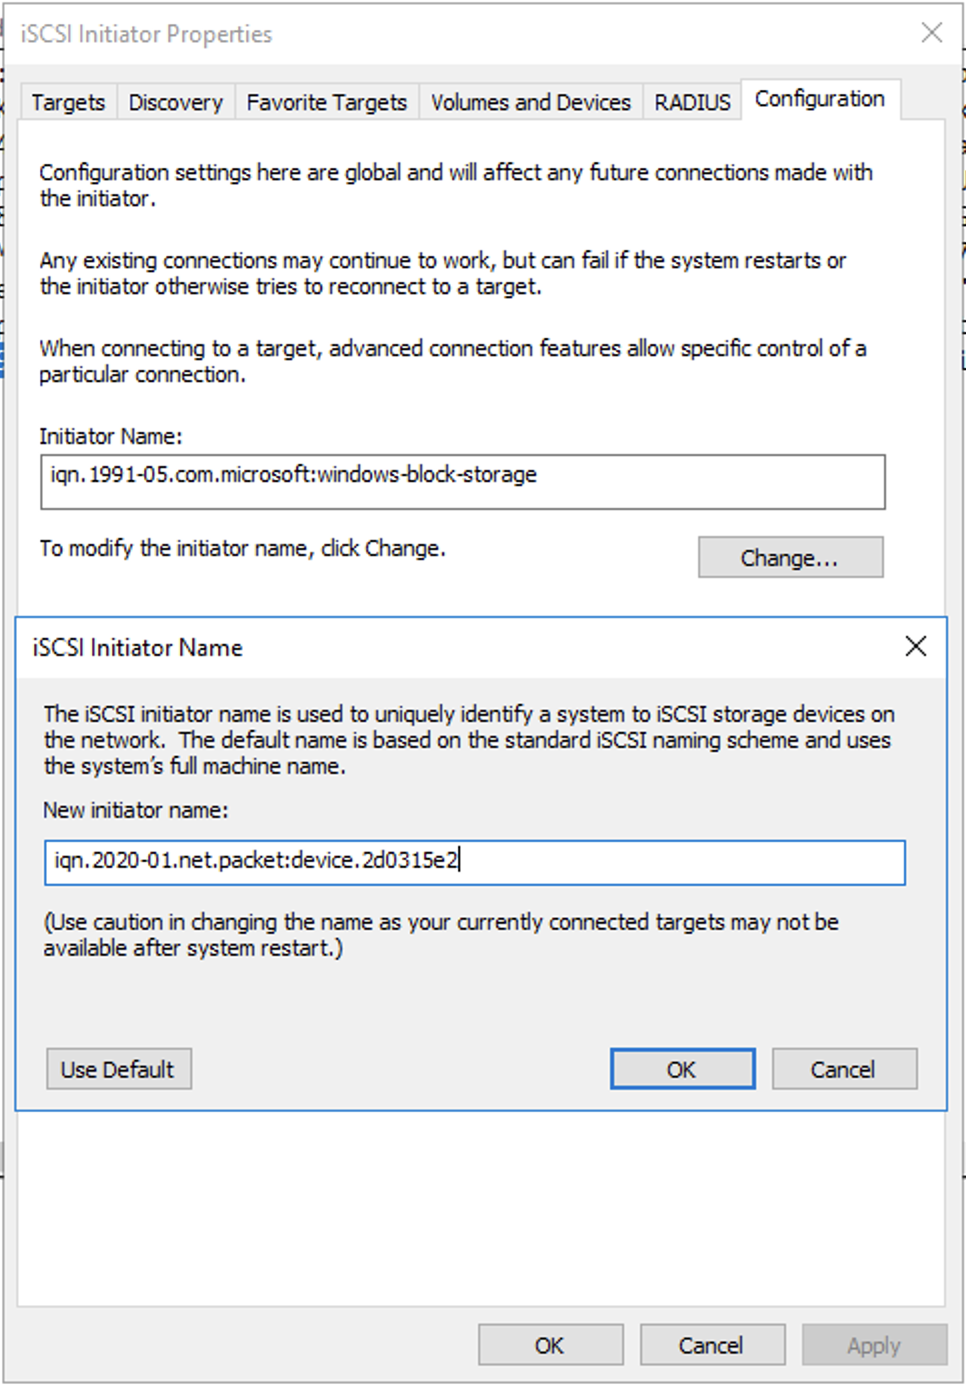 iSCSI Initiator Properties
Targets Discovery Favorite Targets Volumes and Devices RADIUS Configuration
Configuration settings here are global and will affect any future connections made with
the initiator.
Any existing connections may continue to work, but can fail if the system restarts or
the initiator otherwise tries to reconnect to a target.
When connecting to a target, advanced connection features allow specific control of a
particular connection.
Initiator Name:
iqn.1991-05.com.microsoft:windows-block-storage
To modify the initiator name, click Change.
Change...
iSCSI Initiator Name
The iSCSI initiator name is used to uniquely identify a system to iSCSI storage devices on
the network.  The default name is based on the standard iSCSI naming scheme and uses
the system's full machine name.
New initiator name:
iqn.2020-01.net.packet:device.2d0315e2
(Use caution in changing the name as your currently connected targets may not be
available after system restart.)
Use Default OK Cancel
OK Cancel Apply